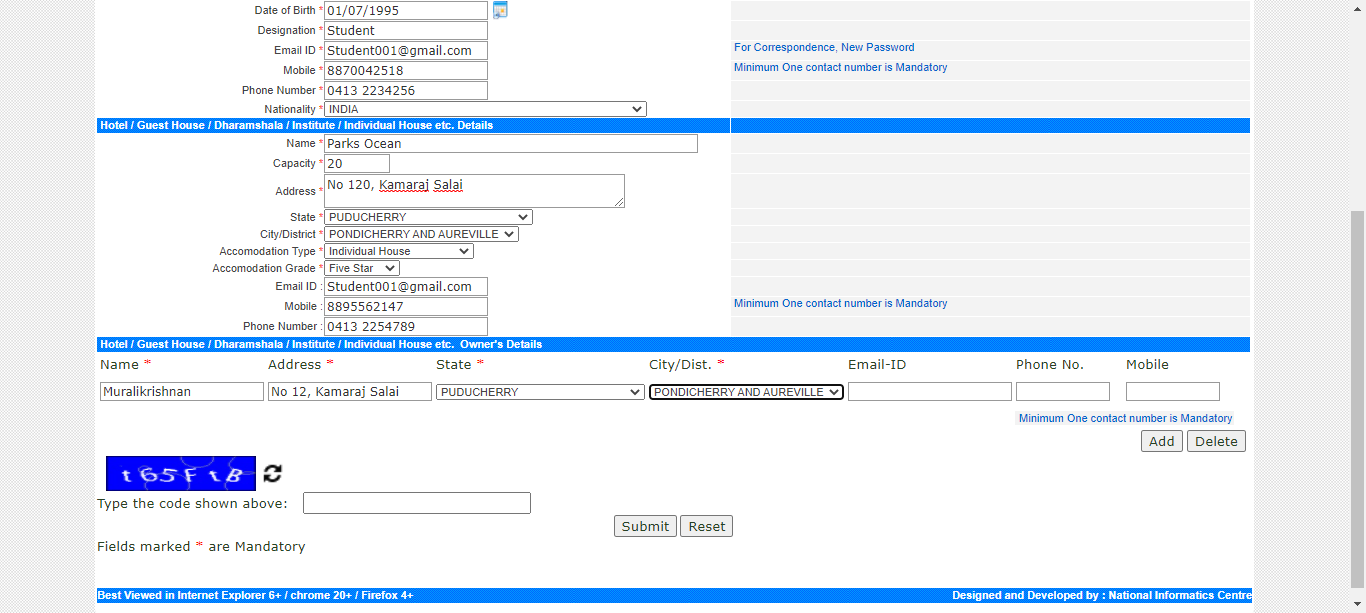 Date of Birth * 01/07/1995
Designation * Student
Email ID * Student001@gmail.com For Correspondence, New Password
Mobile * 8870042518 Minimum One contact number is Mandatory
Phone Number * 0413 2234256
Nationality * INDIA
Hotel / Guest House / Dharamshala / Institute / Individual House etc. Details
Name * Parks Ocean
Capacity * 20
Address * No 120, Kamaraj Salai
State * PUDUCHERRY
City/District * PONDICHERRY AND AUREVILLE
Accomodation Type * Individual House
Accomodation Grade * Five Star
Email ID : Student001@gmail.com
Mobile : 8895562147 Minimum One contact number is Mandatory
Phone Number : 0413 2254789
Hotel / Guest House / Dharamshala / Institute / Individual House etc. Owner's Details
Name * Address * State * City/Dist. * Email-ID Phone No. Mobile
Muralikrishnan No 12, Kamaraj Salai PUDUCHERRY PONDICHERRY AND AUREVILLE
Minimum One contact number is Mandatory
Add Delete
t65FtB
Type the code shown above:
Submit Reset
Fields marked * are Mandatory
Best Viewed in Internet Explorer 6+ / chrome 20+ / Firefox 4+ Designed and Developed by : National Informatics Centre